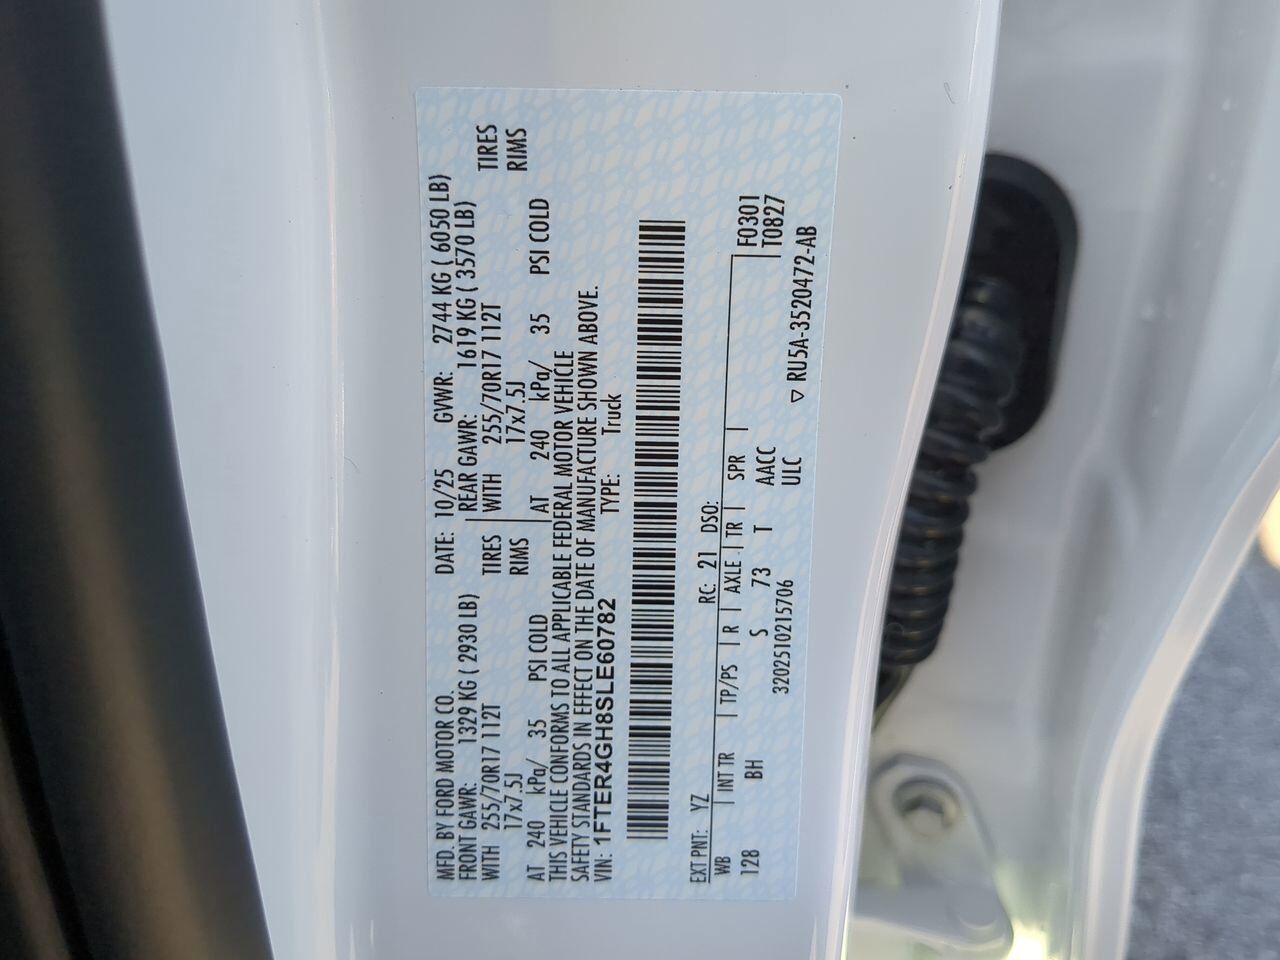 MFD. BY FORD MOTOR CO. DATE: 10/25 GVWR: 2744 KG ( 6050 LB)
FRONT GAWR: 1329 KG ( 2930 LB) REAR GAWR: 1619 KG ( 3570 LB)
WITH 255/70R17 112T TIRES WITH 255/70R17 112T TIRES
17x7.5J RIMS 17x7.5J RIMS
AT 240 kPa/ 35 PSI COLD AT 240 kPa/ 35 PSI COLD
THIS VEHICLE CONFORMS TO ALL APPLICABLE FEDERAL MOTOR VEHICLE
SAFETY STANDARDS IN EFFECT ON THE DATE OF MANUFACTURE SHOWN ABOVE.
VIN: 1FTER4GH8SLE60782 TYPE: Truck
EXT PNT: YZ RC: 21 DSO:
WB | INT TR | TP/PS | R | AXLE | TR | SPR | F0301
128 BH S 73 T AACC T0827
3202510215706 ULC
▽ RU5A-3520472-AB